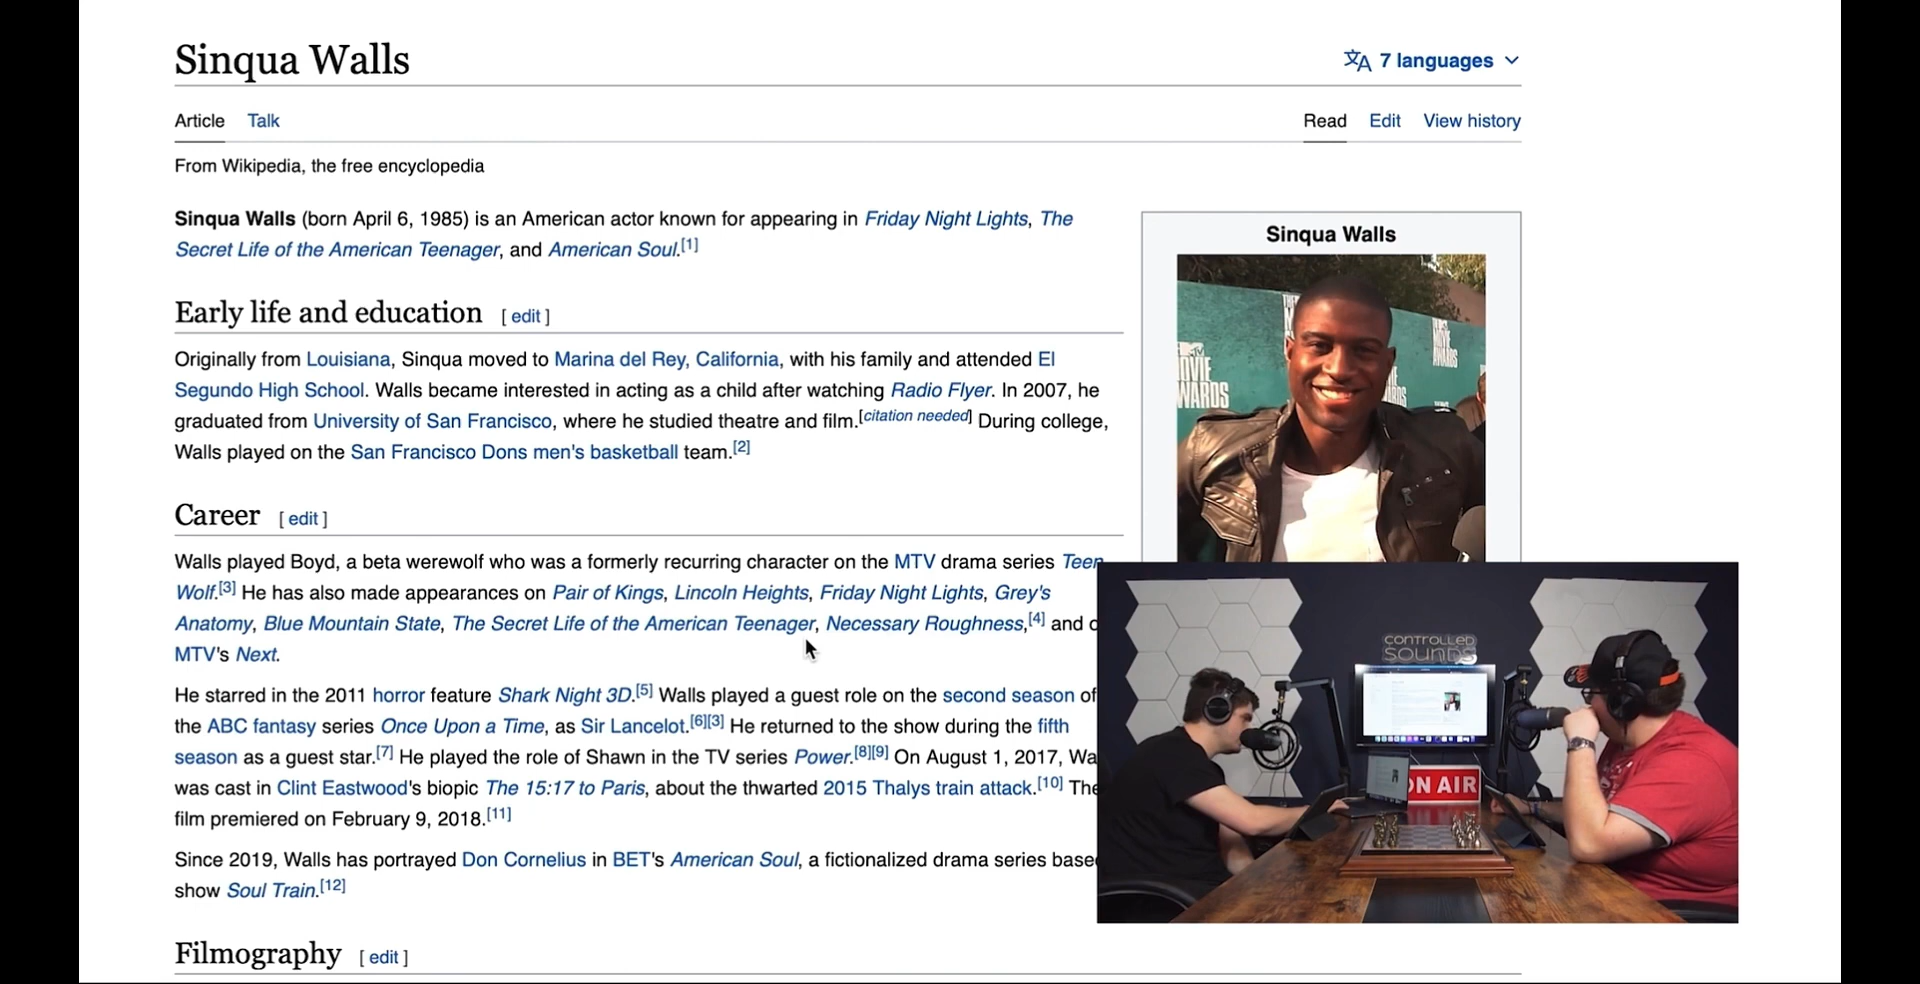 Sinqua Walls
7 languages
Article Talk
Read Edit View history
From Wikipedia, the free encyclopedia
Sinqua Walls (born April 6, 1985) is an American actor known for appearing in Friday Night Lights, The
Secret Life of the American Teenager, and American Soul.[1]
Sinqua Walls
Early life and education [ edit ]
Originally from Louisiana, Sinqua moved to Marina del Rey, California, with his family and attended El
Segundo High School. Walls became interested in acting as a child after watching Radio Flyer. In 2007, he
graduated from University of San Francisco, where he studied theatre and film.[citation needed] During college,
Walls played on the San Francisco Dons men's basketball team.[2]
MTV
MOVIE
AWARDS
Career [ edit ]
Walls played Boyd, a beta werewolf who was a formerly recurring character on the MTV drama series Teen
Wolf.[3] He has also made appearances on Pair of Kings, Lincoln Heights, Friday Night Lights, Grey's
Anatomy, Blue Mountain State, The Secret Life of the American Teenager, Necessary Roughness,[4] and
MTV's Next.
He starred in the 2011 horror feature Shark Night 3D.[5] Walls played a guest role on the second season of
the ABC fantasy series Once Upon a Time, as Sir Lancelot.[6][3] He returned to the show during the fifth
season as a guest star.[7] He played the role of Shawn in the TV series Power.[8][9] On August 1, 2017, Wa
was cast in Clint Eastwood's biopic The 15:17 to Paris, about the thwarted 2015 Thalys train attack.[10] The
film premiered on February 9, 2018.[11]
Since 2019, Walls has portrayed Don Cornelius in BET's American Soul, a fictionalized drama series base
show Soul Train.[12]
Filmography [ edit ]
CONTROLLED
SOUNDS
ON AIR